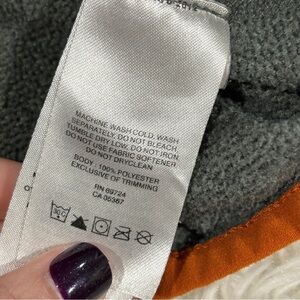 MACHINE WASH COLD. WASH
SEPARATELY. DO NOT BLEACH.
TUMBLE DRY LOW. DO NOT IRON.
DO NOT USE FABRIC SOFTENER
DO NOT DRYCLEAN
BODY : 100% POLYESTER
EXCLUSIVE OF TRIMMING
RN 69724
CA 05367